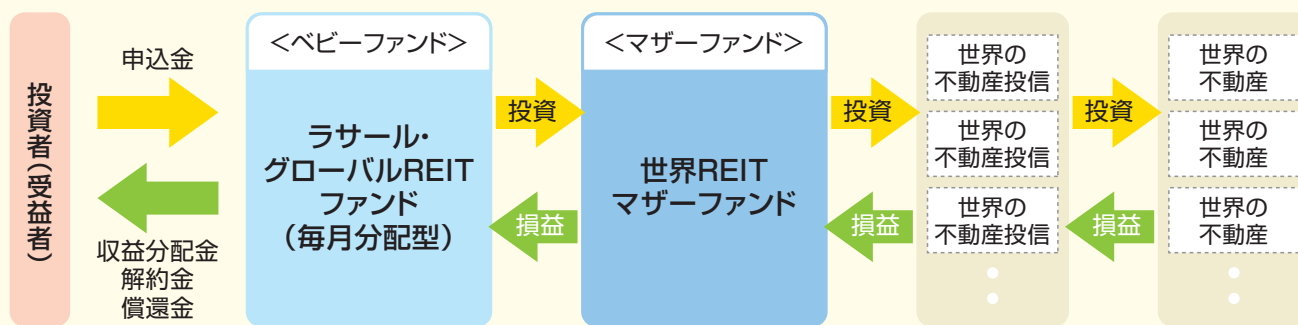 投資者（受益者）
申込金
収益分配金
解約金
償還金
＜ベビーファンド＞
ラサール・
グローバルREIT
ファンド
（毎月分配型）
投資
損益
＜マザーファンド＞
世界REIT
マザーファンド
投資
損益
世界の
不動産投信
世界の
不動産投信
世界の
不動産投信
投資
損益
世界の
不動産
世界の
不動産
世界の
不動産